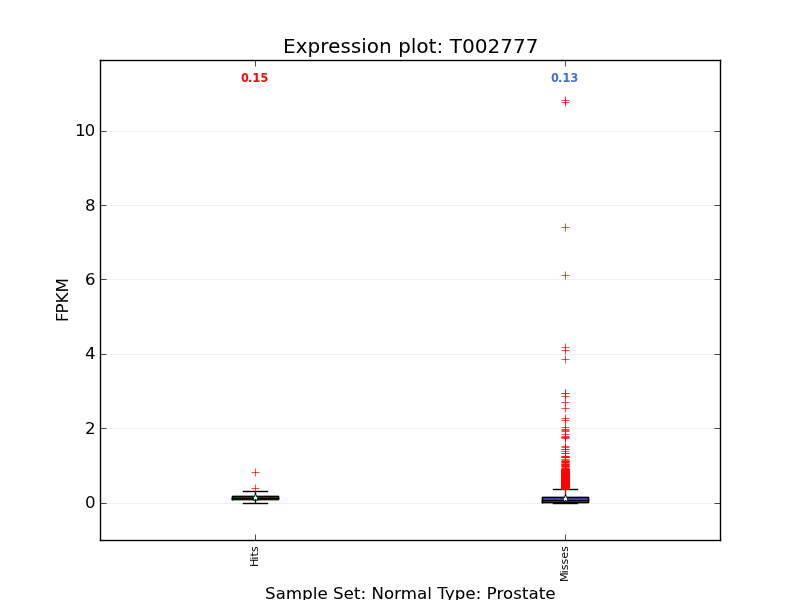 Expression plot: T002777
0.15
0.13
10
8
6
4
2
0
FPKM
Hits
Misses
Sample Set: Normal Type: Prostate